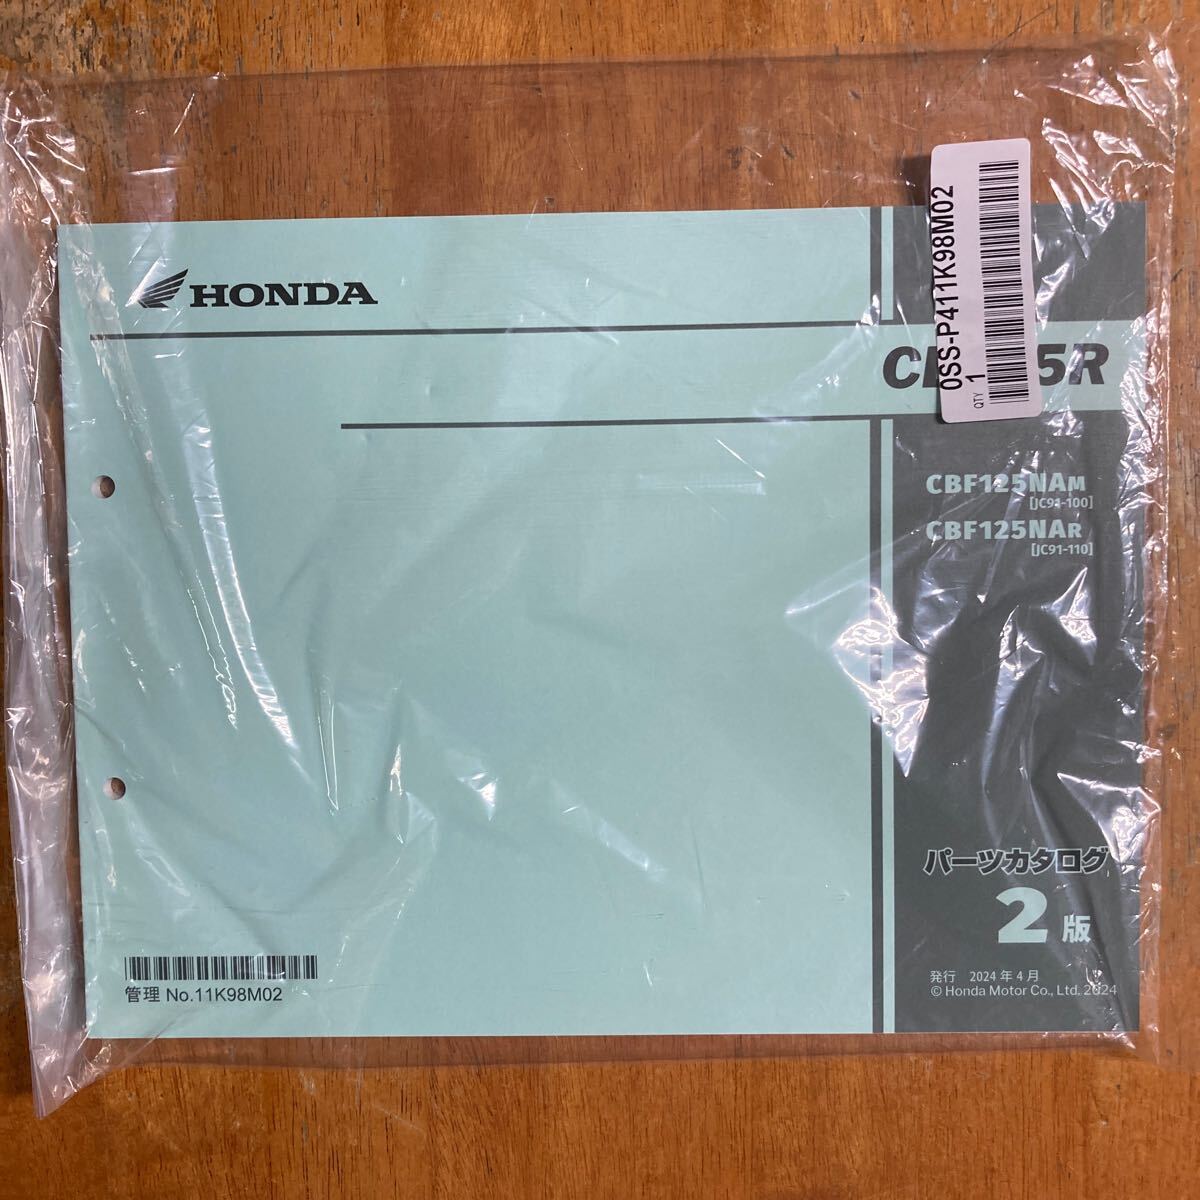 HONDA
0SS-P411K98M02
QTY 1
CBF125NAM
[JC91-100]
CBF125NAR
[JC91-110]
パーツカタログ
2版
発行 2024年4月
© Honda Motor Co., Ltd. 2024
管理 No.11K98M02